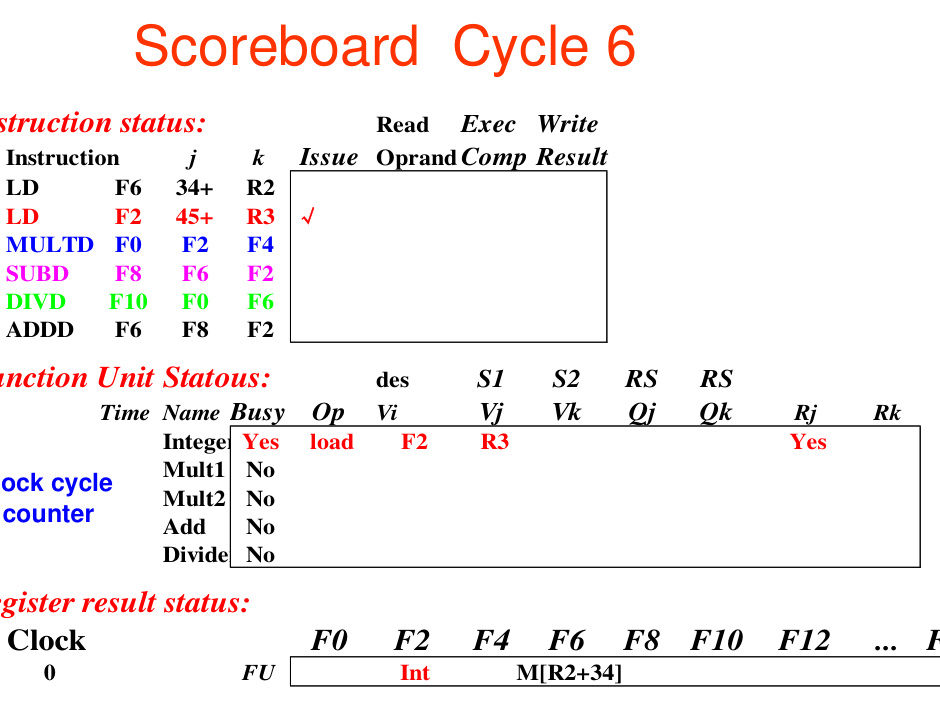 Scoreboard Cycle 6
struction status:
Read Exec Write
Instruction j k Issue Oprand Comp Result
LD F6 34+ R2
LD F2 45+ R3 √
MULTD F0 F2 F4
SUBD F8 F6 F2
DIVD F10 F0 F6
ADDD F6 F8 F2
unction Unit Statous: des S1 S2 RS RS
Time Name Busy Op Vi Vj Vk Qj Qk Rj Rk
Integer Yes load F2 R3 Yes
Mult1 No
ock cycle
Mult2 No
counter
Add No
Divide No
egister result status:
Clock F0 F2 F4 F6 F8 F10 F12 ... F
0 FU Int M[R2+34]